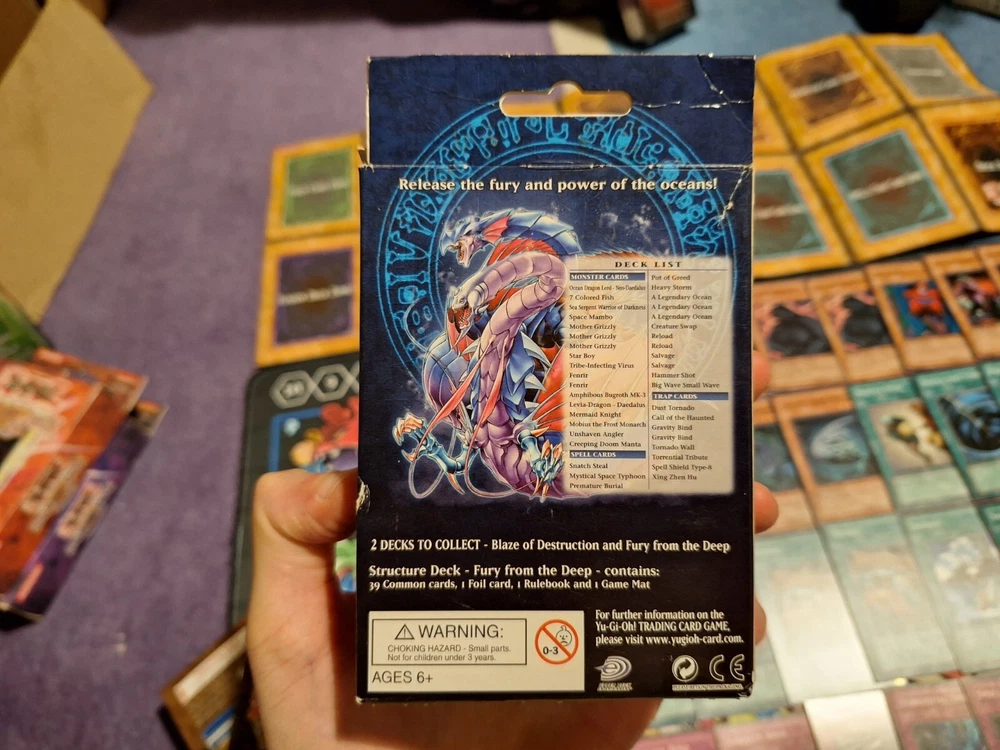 Release the fury and power of the oceans!
DECK LIST
MONSTER CARDS
Ocean Dragon Lord - Neo-Daedalus
7 Colored Fish
Sea Serpent Warrior of Darkness
Space Mambo
Mother Grizzly
Mother Grizzly
Mother Grizzly
Star Boy
Tribe-Infecting Virus
Fenrir
Fenrir
Amphibious Bugroth MK-3
Levia-Dragon - Daedalus
Mermaid Knight
Mobius the Frost Monarch
Unshaven Angler
Creeping Doom Manta
SPELL CARDS
Snatch Steal
Mystical Space Typhoon
Premature Burial
Pot of Greed
Heavy Storm
A Legendary Ocean
A Legendary Ocean
A Legendary Ocean
Creature Swap
Reload
Reload
Salvage
Salvage
Hammer Shot
Big Wave Small Wave
TRAP CARDS
Dust Tornado
Call of the Haunted
Gravity Bind
Gravity Bind
Tornado Wall
Torrential Tribute
Spell Shield Type-8
Xing Zhen Hu
2 DECKS TO COLLECT - Blaze of Destruction and Fury from the Deep
Structure Deck - Fury from the Deep - contains:
39 Common cards, 1 Foil card, 1 Rulebook and 1 Game Mat
WARNING:
CHOKING HAZARD - Small parts.
Not for children under 3 years.
AGES 6+
0-3
For further information on the
Yu-Gi-Oh! TRADING CARD GAME,
please visit www.yugioh-card.com.
CE